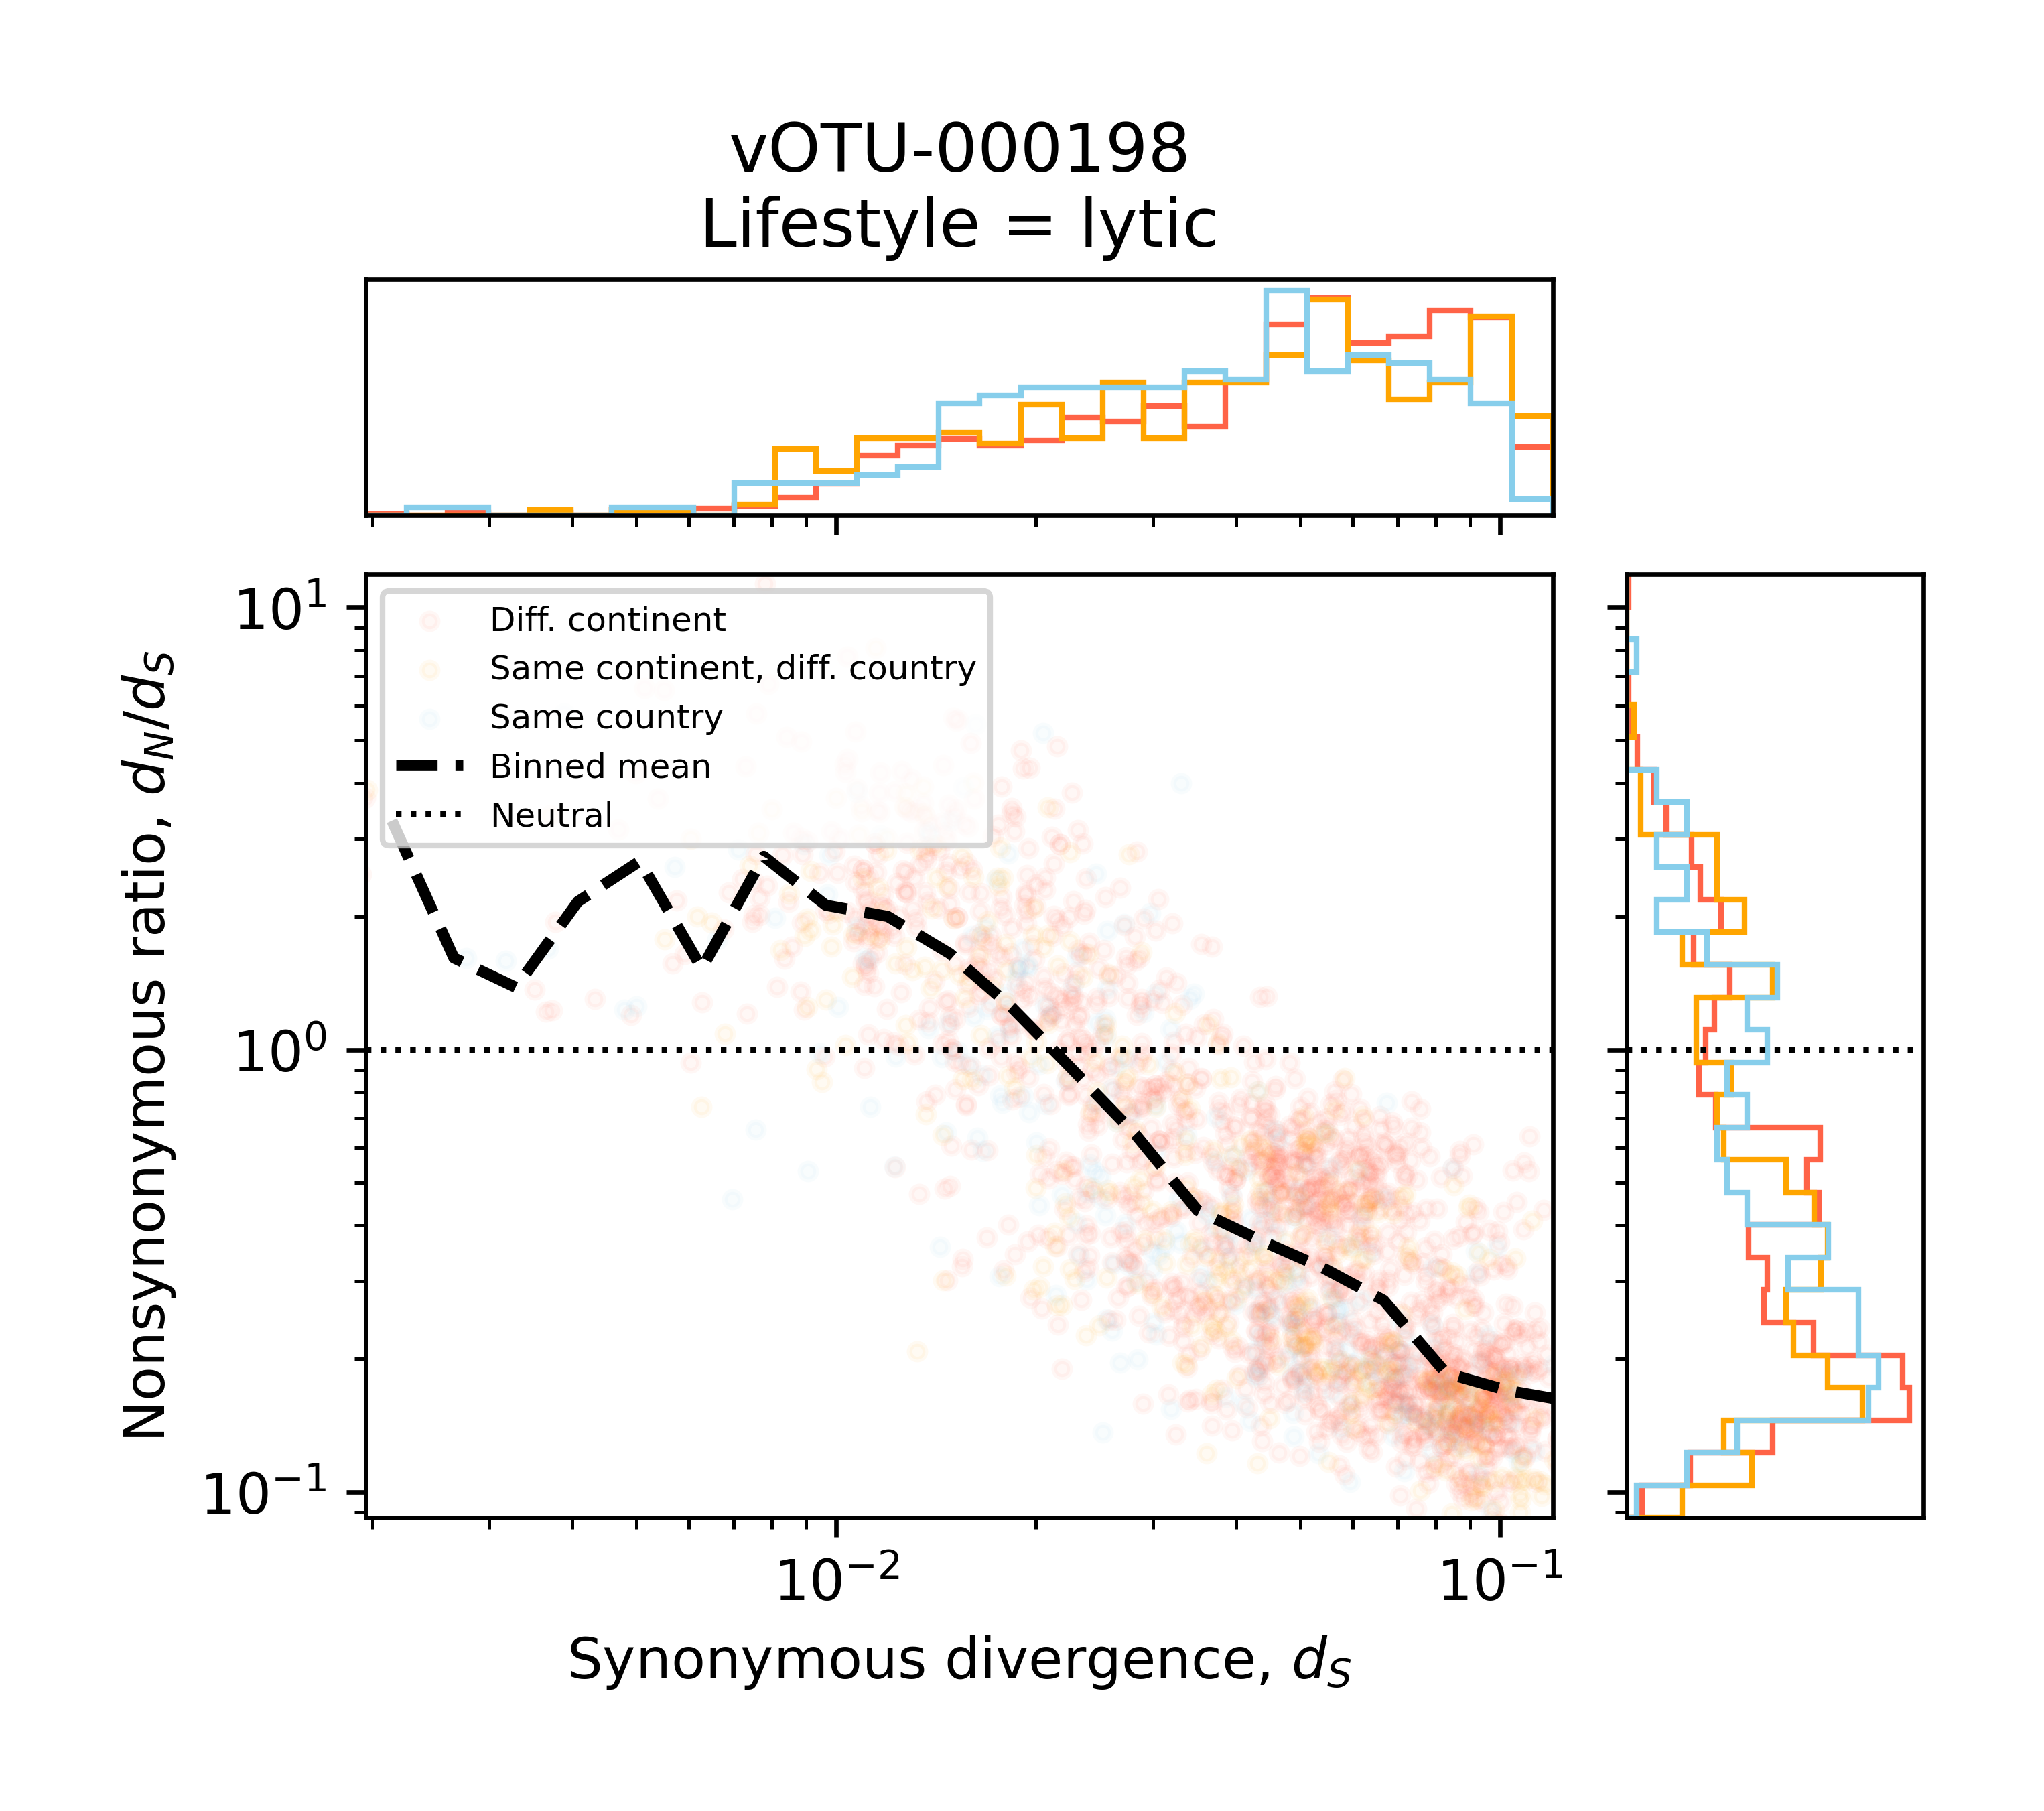 vOTU-000198
Lifestyle = lytic
Nonsynonymous ratio, d_N/d_S
10^1
10^0
10^-1
Diff. continent
Same continent, diff. country
Same country
Binned mean
Neutral
10^-2
10^-1
Synonymous divergence, d_S